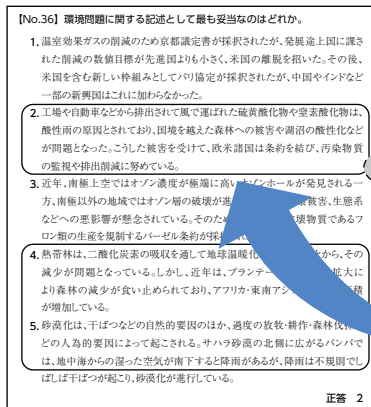 【No.36】 環境問題に関する記述として最も妥当なのはどれか。
1. 温室効果ガスの削減のため京都議定書が採択されたが、発展途上国に課さ
れた削減の数値目標が先進国よりも小さく、米国の離脱を招いた。その後、
米国を含む新しい枠組みとしてパリ協定が採択されたが、中国やインドなど
一部の新興国はこれに加わらなかった。
2. 工場や自動車などから排出されて風で運ばれた硫黄酸化物や窒素酸化物は、
酸性雨の原因とされており、国境を越えた森林への被害や湖沼の酸性化など
が問題となった。こうした被害を受けて、欧米諸国は条約を結び、汚染物質
の監視や排出削減に努めている。
3. 近年、南極上空ではオゾン濃度が極端に高いオゾンホールが発見される一
方、南極以外の地域ではオゾン層の破壊が進 被害、生態系
などへの悪影響が懸念されている。そのため 壊物質であるフ
ロン類の生産を規制するバーゼル条約が採
4. 熱帯林は、二酸化炭素の吸収を通して地球温暖化 から、その
減少が問題となっている。しかし、近年は、プランテー 拡大に
より森林の減少が食い止められており、アフリカ・東南アジ 積
が増加している。
5. 砂漠化は、干ばつなどの自然的要因のほか、過度の放牧・耕作・森林伐
どの人為的要因によって起こされる。サハラ砂漠の北側に広がるパンパで
は、地中海からの湿った空気が南下すると降雨があるが、降雨は不規則でし
ばしば干ばつが起こり、砂漠化が進行している。
正答 2